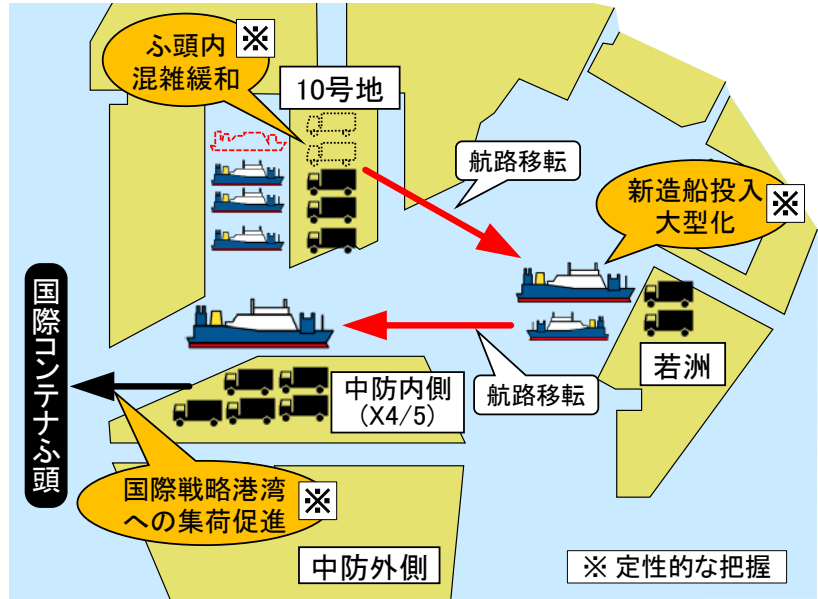 ふ頭内
混雑緩和
※
10号地
航路移転
新造船投入
大型化
※
国際コンテナふ頭
若洲
中防内側
(X4/5)
航路移転
国際戦略港湾
への集荷促進
※
中防外側
※ 定性的な把握